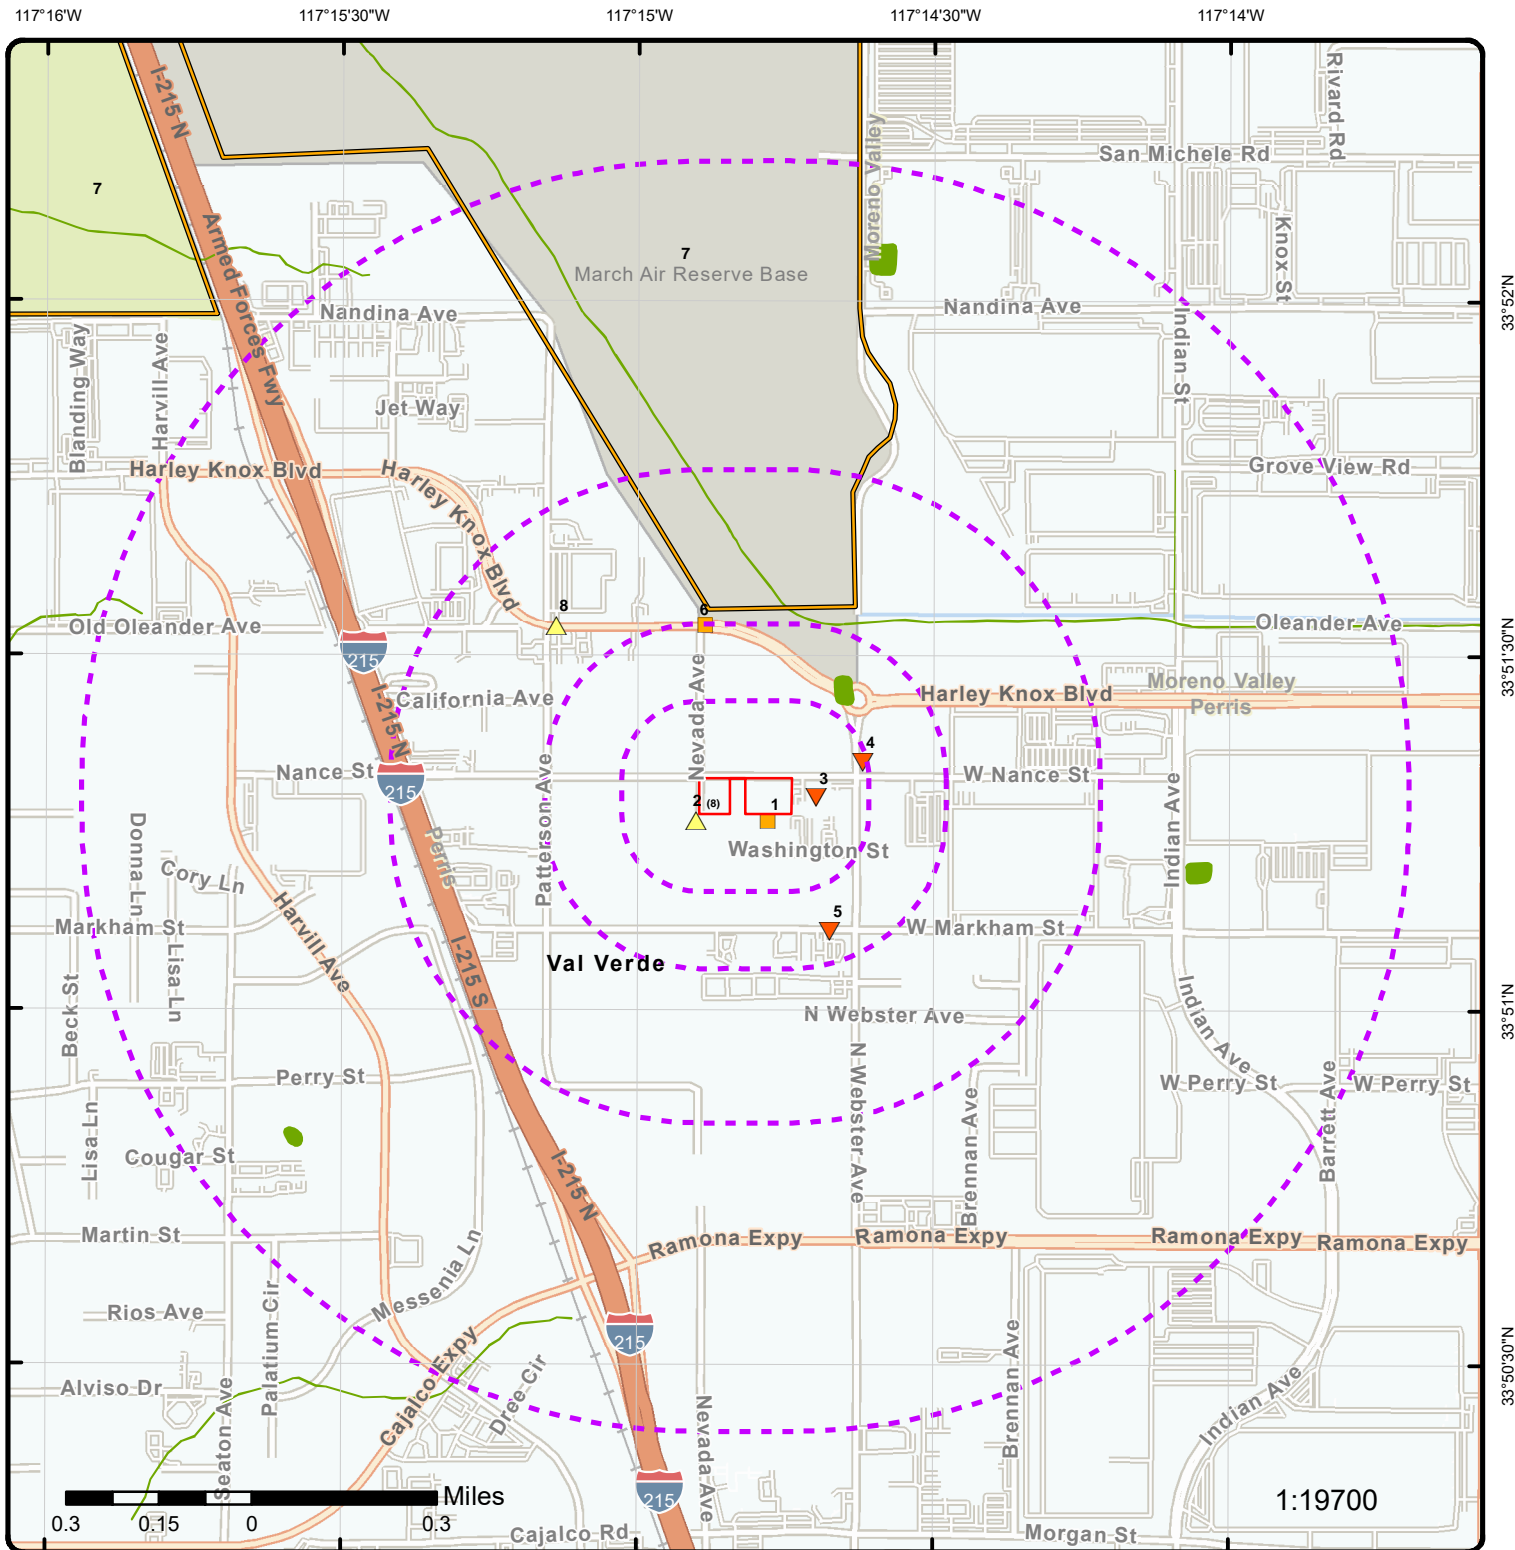 117°16'W 117°15'30"W 117°15'W 117°14'30"W 117°14'W
I-215 N
Moreno Valley
Rivard Rd
San Michele Rd
7
Armed Forces Fwy
Knox St
7
March Air Reserve Base
33°52'N
Nandina Ave
Nandina Ave
Indian St
Blanding Way
Harvill Ave
Jet Way
Harley Knox Blvd
Harley Knox Blvd
Grove View Rd
8
6
Old Oleander Ave
Oleander Ave
215
33°51'30"N
Nevada Ave
I-215 N
California Ave
Harley Knox Blvd
Moreno Valley
Perris
4
Nance St
W Nance St
215
Patterson Ave
2
(8)
1
3
Indian Ave
Perris
Washington St
Donna Ln
Cory Ln
Harvill Ave
Markham St
5
W Markham St
Lisa Ln
I-215 S
Val Verde
Beck St
N Webster Ave
Indian Ave
33°51'N
N Webster Ave
Perry St
W Perry St
W Perry St
Lisa Ln
Brennan Ave
Barrett Ave
Cougar St
I-215 N
Martin St
Ramona Expy
Ramona Expy
Ramona Expy
Ramona Expy
Messenia Ln
Rios Ave
Palatium Cir
215
Cajalco Expy
Dree Cir
Brennan Ave
33°50'30"N
Alviso Dr
Seaton Ave
Nevada Ave
Indian Ave
215
Miles
1:19700
0.3 0.15 0 0.3
Cajalco Rd
Morgan St